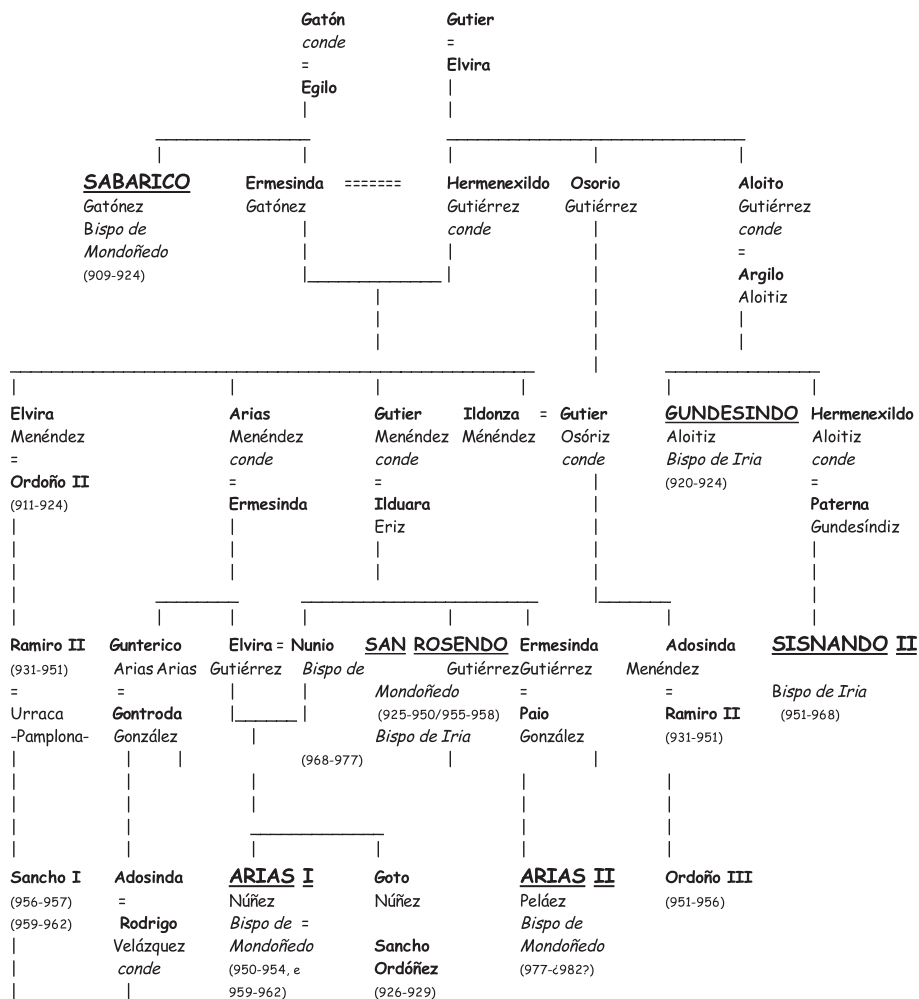 Gatón Gutier
conde =
= Elvira
Egilo
SABARICO Ermesinda ======= Hermenexildo Osorio Aloito
Gatónez Gatónez Gutiérrez Gutiérrez Gutiérrez
Bispo de conde conde
Mondoñedo =
(909-924) Argilo
Aloitiz
Elvira Arias Gutier Ildonza = Gutier GUNDESINDO Hermenexildo
Menéndez Menéndez Menéndez Ménéndez Osóriz Aloitiz Aloitiz
= conde conde conde Bispo de Iria conde
Ordoño II = = (920-924) =
(911-924) Ermesinda Ilduara Paterna
Eriz Gundesíndiz
Ramiro II Gunterico Elvira = Nunio SAN ROSENDO Ermesinda Adosinda SISNANDO II
(931-951) Arias Arias Gutiérrez Bispo de GutiérrezGutiérrez Menéndez
= = Mondoñedo = = Bispo de Iria
Urraca Gontroda (925-950/955-958) Paio Ramiro II (951-968)
-Pamplona- González Bispo de Iria González (931-951)
(968-977)
Sancho I Adosinda ARIAS I Goto ARIAS II Ordoño III
(956-957) = Núñez Núñez Peláez (951-956)
(959-962) Rodrigo Bispo de = Bispo de
Velázquez Mondoñedo Sancho Mondoñedo
conde (950-954, e Ordóñez (977-¿982?)
959-962) (926-929)